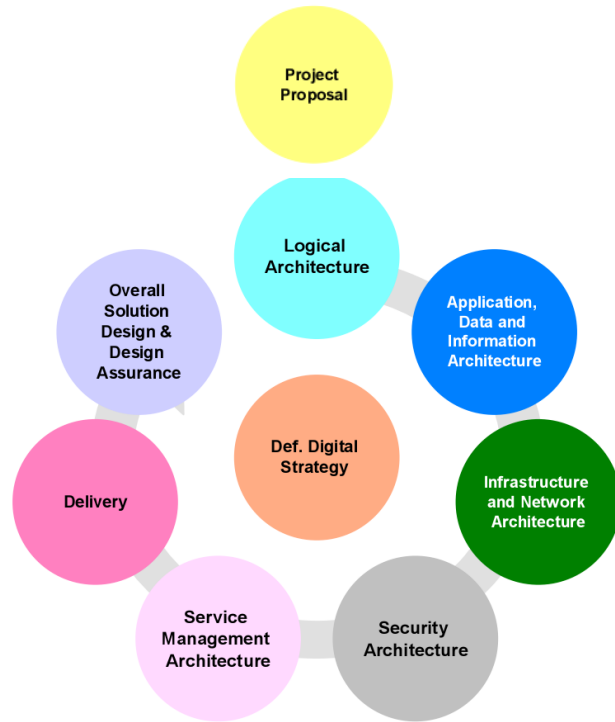 Project
Proposal
Logical
Architecture
Application,
Data and
Information
Architecture
Infrastructure
and Network
Architecture
Security
Architecture
Service
Management
Architecture
Delivery
Overall
Solution
Design &
Design
Assurance
Def. Digital
Strategy